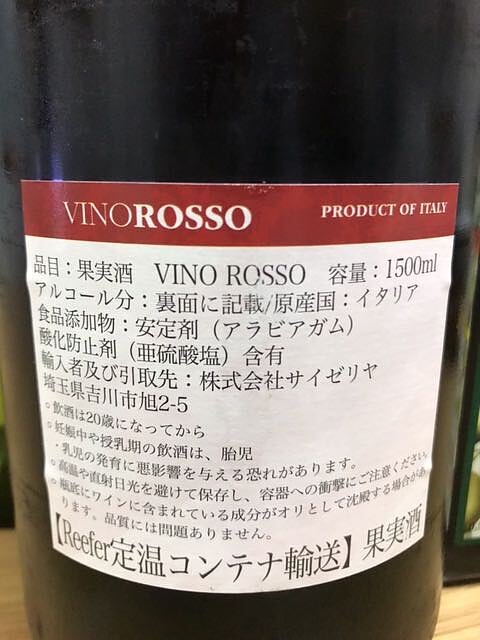 VINOROSSO PRODUCT OF ITALY
品目：果実酒 VINO ROSSO 容量：1500ml
アルコール分：裏面に記載/原産国：イタリア
食品添加物：安定剤（アラビアガム）
酸化防止剤（亜硫酸塩）含有
輸入者及び引取先：株式会社サイゼリヤ
埼玉県吉川市旭2-5
○飲酒は20歳になってから
○妊娠中や授乳期の飲酒は、胎児
・乳児の発育に悪影響を与える恐れがあります。
○高温や直射日光を避けて保存し、容器への衝撃にご注意ください。
○瓶底にワインに含まれている成分がオリとして沈殿する場合があ
ります。品質には問題ありません。
【Reefer定温コンテナ輸送】果実酒